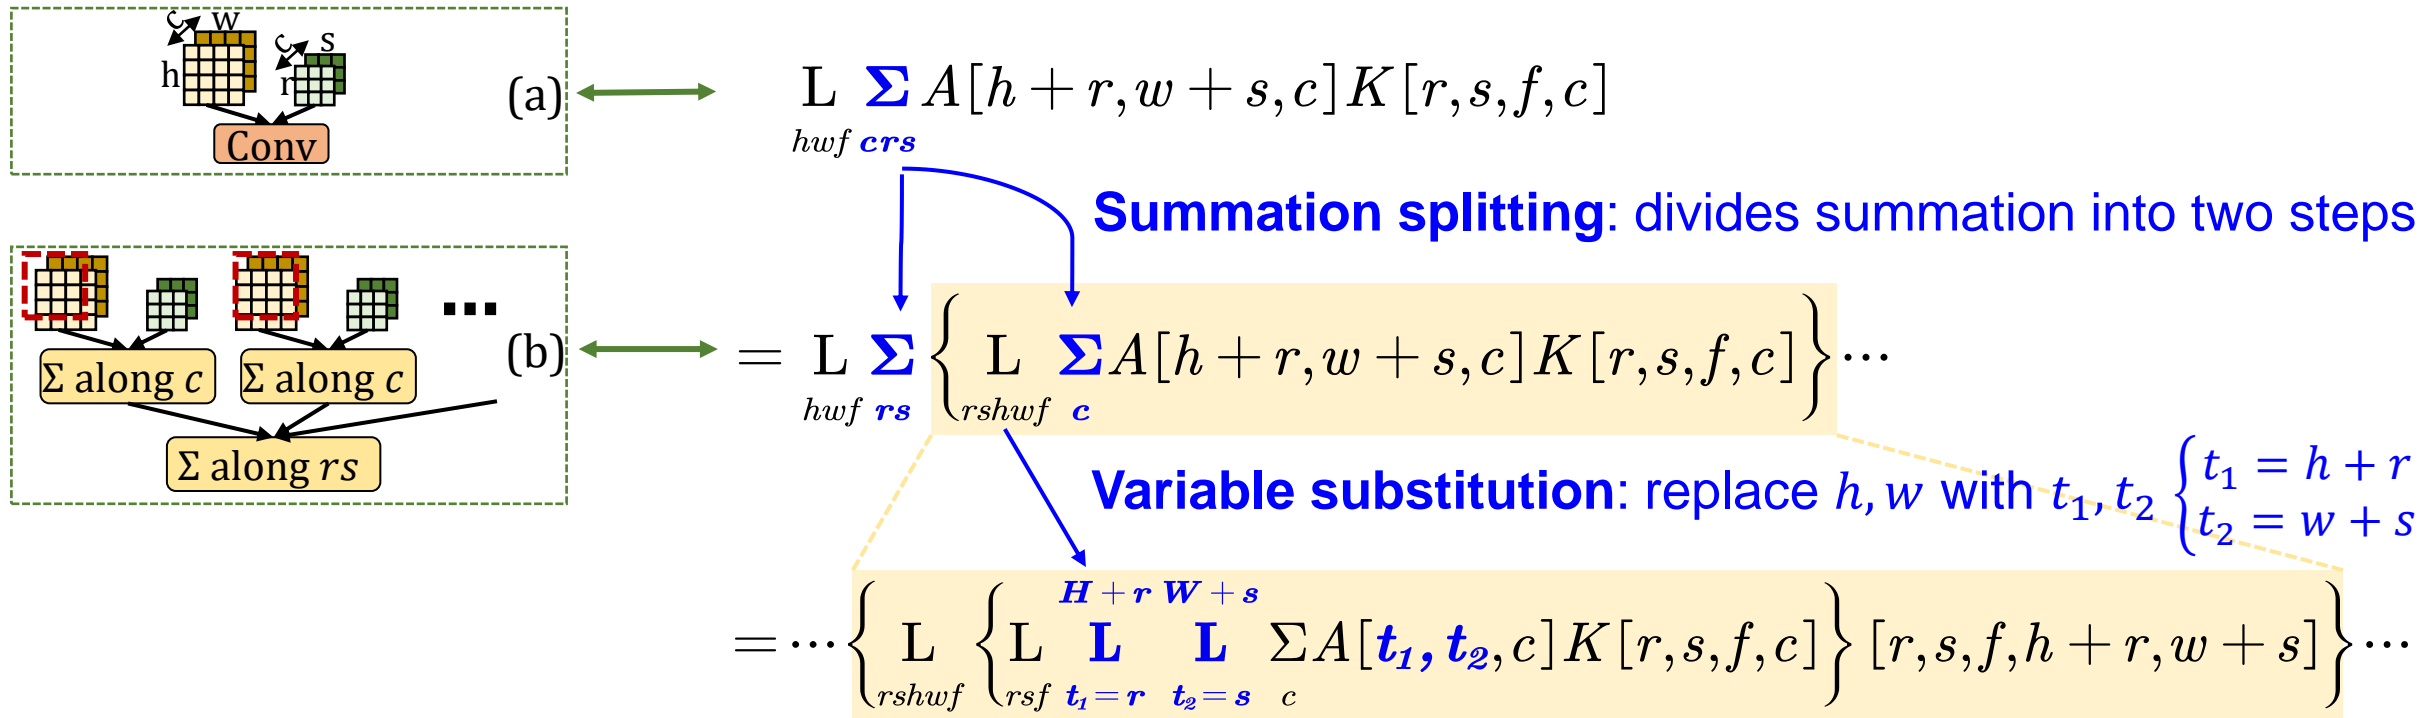 c w
c s
h r
Conv
(a)
L Σ A[h + r, w + s, c]K[r, s, f, c]
hwf crs
Summation splitting: divides summation into two steps
...
Σ along c Σ along c
Σ along rs
(b)
= L Σ { L Σ A[h + r, w + s, c]K[r, s, f, c] } ⋯
hwf rs rshwf c
Variable substitution: replace h, w with t₁, t₂ { t₁ = h + r
t₂ = w + s
H + r W + s
= ⋯ { L { L L L Σ A[t₁, t₂, c]K[r, s, f, c] } [r, s, f, h + r, w + s] } ⋯
rshwf rsf t₁ = r t₂ = s c